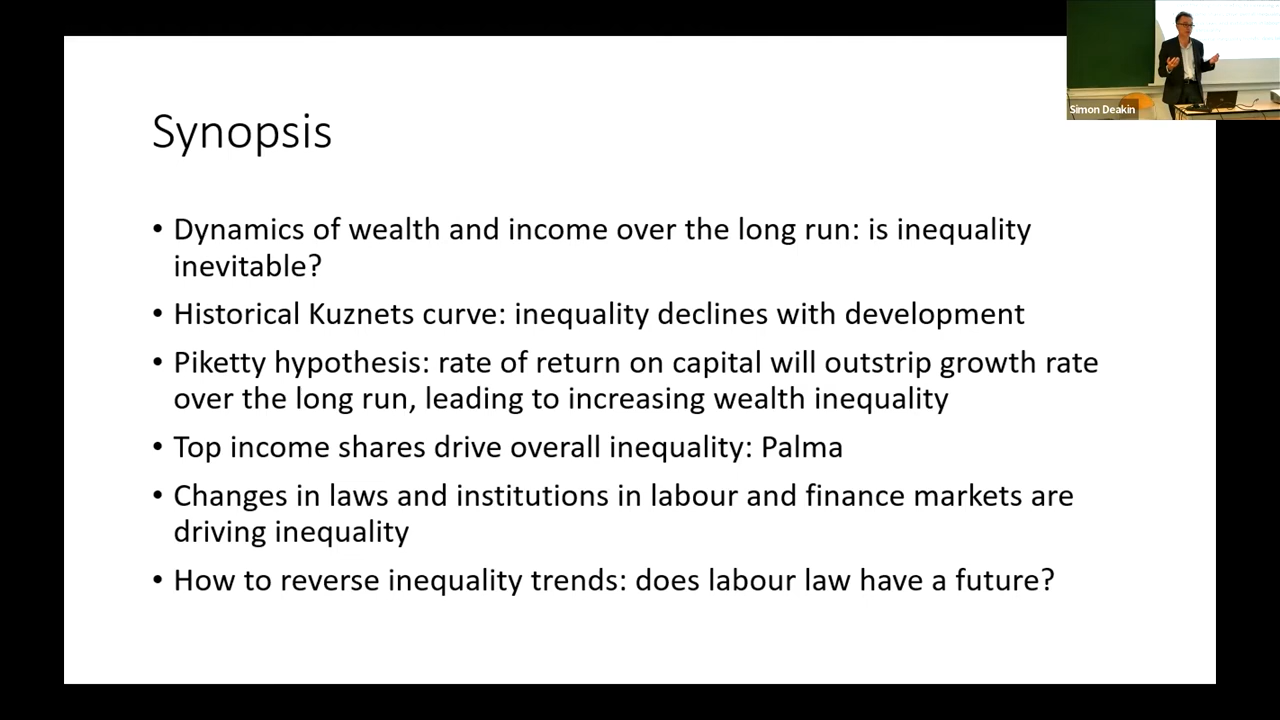 Simon Deakin
Synopsis
• Dynamics of wealth and income over the long run: is inequality
inevitable?
• Historical Kuznets curve: inequality declines with development
• Piketty hypothesis: rate of return on capital will outstrip growth rate
over the long run, leading to increasing wealth inequality
• Top income shares drive overall inequality: Palma
• Changes in laws and institutions in labour and finance markets are
driving inequality
• How to reverse inequality trends: does labour law have a future?